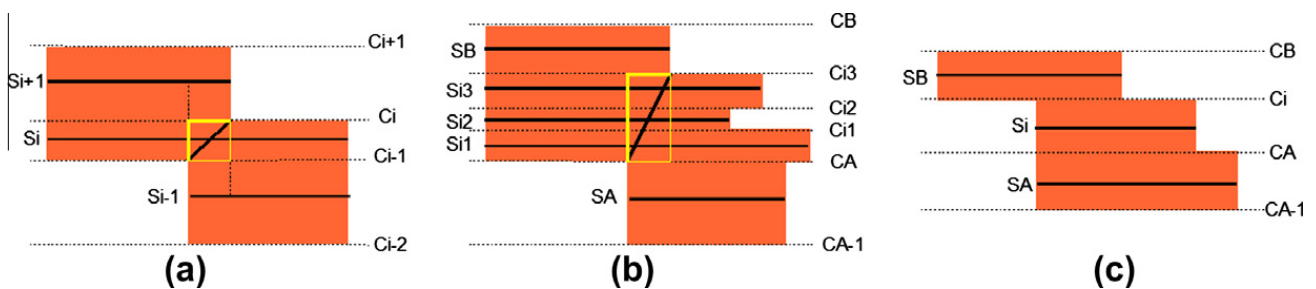 Ci+1
Si+1
Ci
Si
Ci-1
Si-1
Ci-2
(a)
CB
SB
Ci3
Si3
Ci2
Si2
Ci1
Si1
CA
SA
CA-1
(b)
CB
SB
Ci
Si
CA
SA
CA-1
(c)